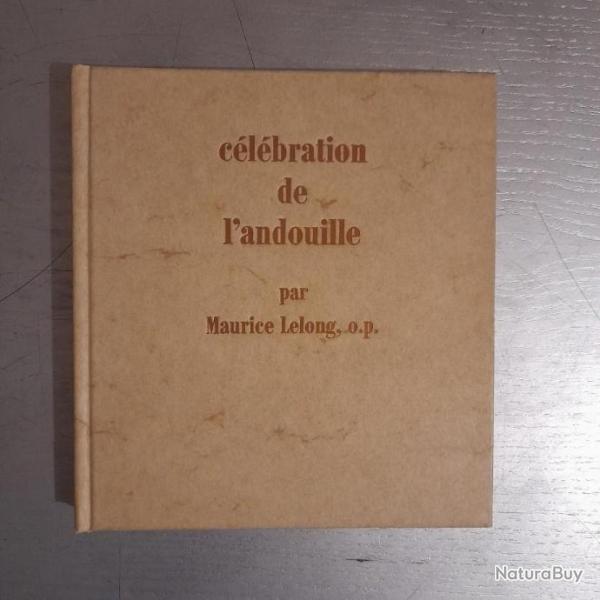 célébration
de
l'andouille
par
Maurice Lelong, o.p.
NaturaBuy